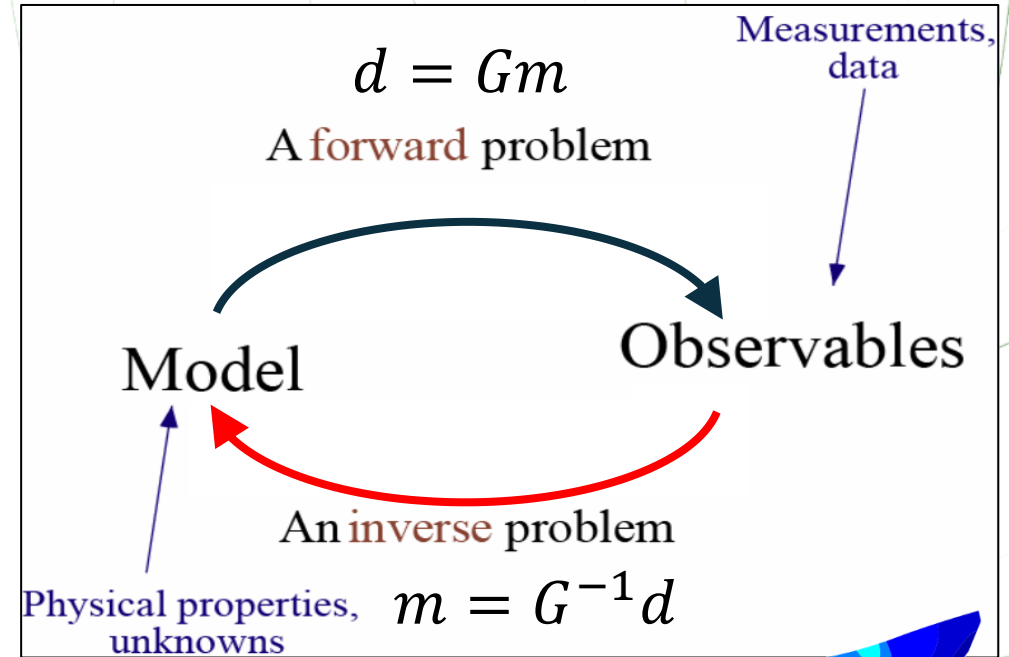 Measurements,
data
d = Gm
A forward problem
Model
Observables
An inverse problem
Physical properties,
unknowns
m = G⁻¹d